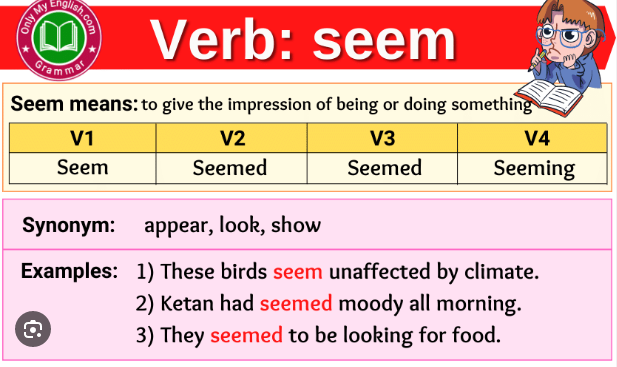 Only My English.com
Grammar
Verb: seem
Seem means: to give the impression of being or doing something
V1 V2 V3 V4
Seem Seemed Seemed Seeming
Synonym: appear, look, show
Examples: 1) These birds seem unaffected by climate.
2) Ketan had seemed moody all morning.
3) They seemed to be looking for food.